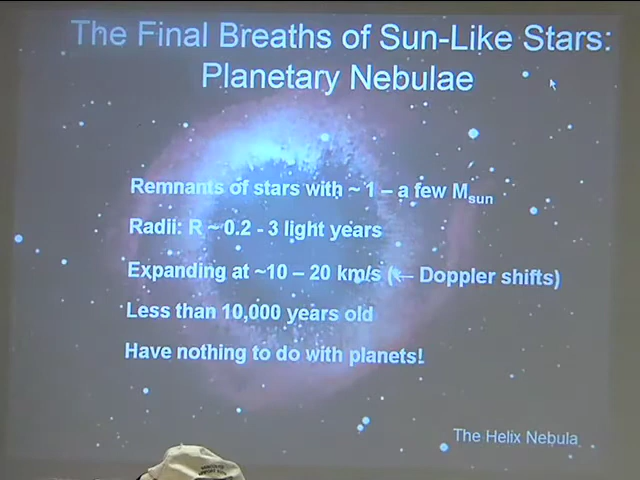 The Final Breaths of Sun-Like Stars:
Planetary Nebulae
Remnants of stars with ~ 1 – a few Msun
Radii: R ~ 0.2 - 3 light years
Expanding at ~10 – 20 km/s (← Doppler shifts)
Less than 10,000 years old
Have nothing to do with planets!
The Helix Nebula